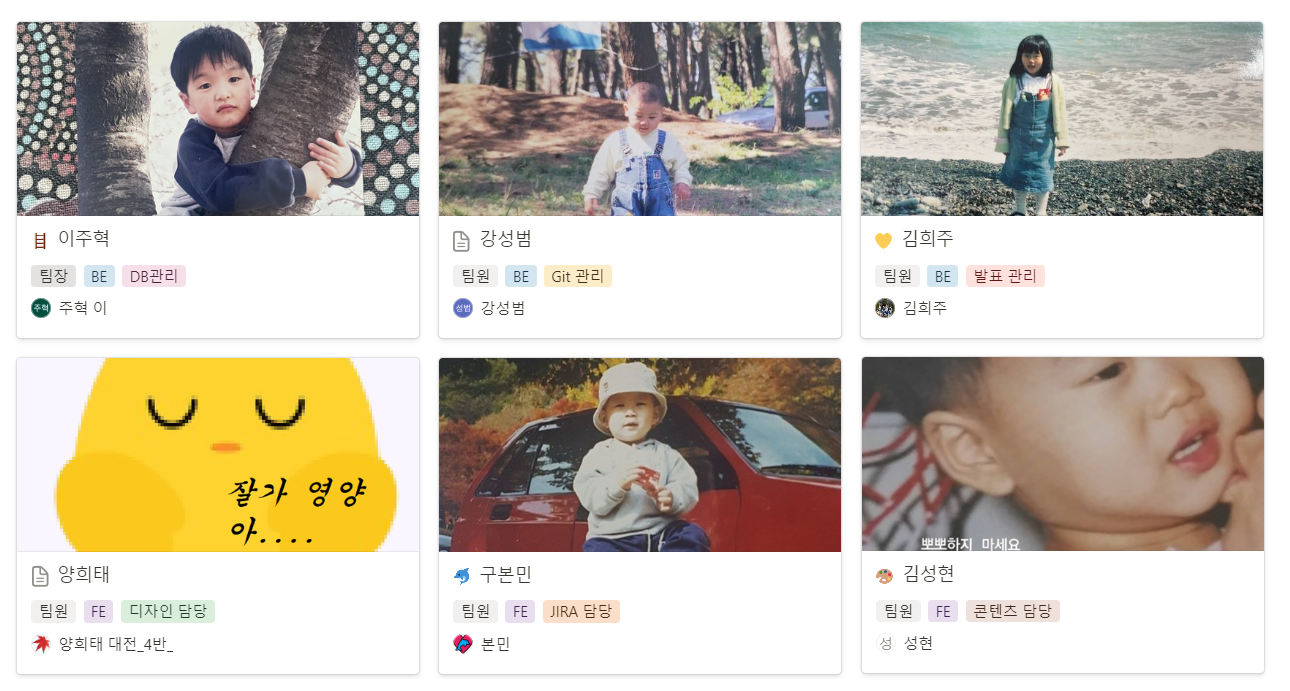 이주혁
팀장 BE DB관리
주혁 주혁 이
강성범
팀원 BE Git 관리
성범 강성범
김희주
팀원 BE 발표 관리
김희주
잘가 영양
아....
양희태
팀원 FE 디자인 담당
양희태 대전_4반_
구본민
팀원 FE JIRA 담당
본민
뽀뽀하지 마세요
김성현
팀원 FE 콘텐츠 담당
성 성현